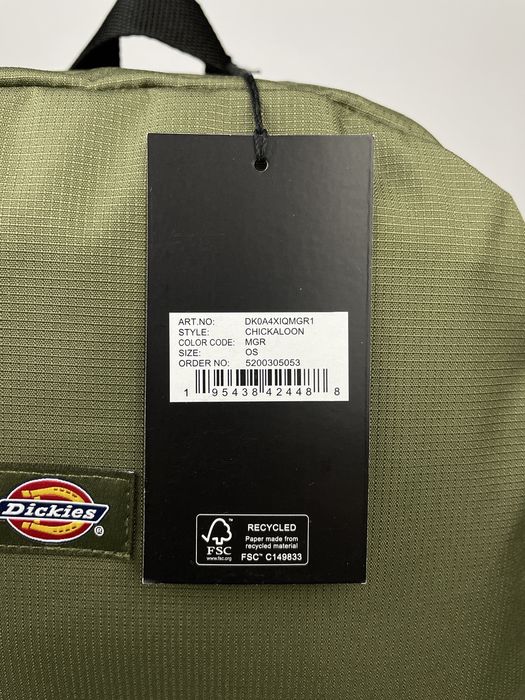 ART.NO: DK0A4XIQMGR1
STYLE: CHICKALOON
COLOR CODE: MGR
SIZE: OS
ORDER NO: 5200305053
1 95438 42448 8
Dickies ®
FSC
www.fsc.org
RECYCLED
Paper made from
recycled material
FSC™ C149833